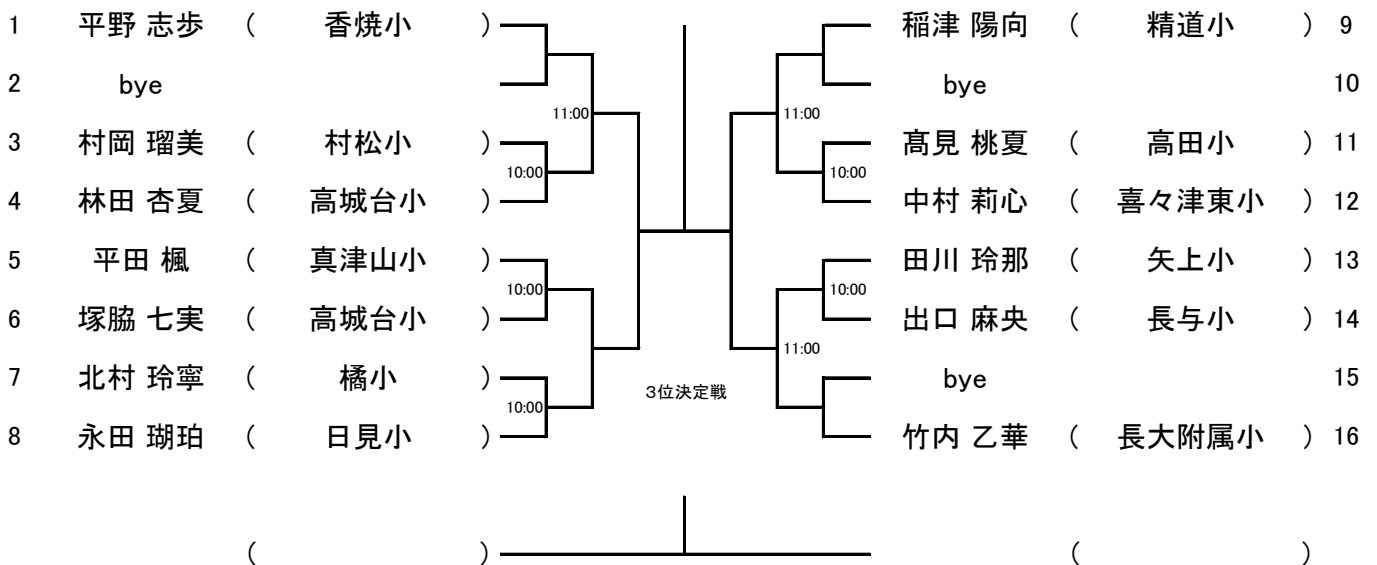 1 平野 志歩 ( 香焼小 ) 稲津 陽向 ( 精道小 ) 9
2 bye bye 10
11:00 11:00
3 村岡 瑠美 ( 村松小 ) 髙見 桃夏 ( 高田小 ) 11
10:00 10:00
4 林田 杏夏 ( 高城台小 ) 中村 莉心 ( 喜々津東小 ) 12
5 平田 楓 ( 真津山小 ) 田川 玲那 ( 矢上小 ) 13
10:00 10:00
6 塚脇 七実 ( 高城台小 ) 出口 麻央 ( 長与小 ) 14
11:00
7 北村 玲寧 ( 橘小 ) bye 15
3位決定戦
10:00
8 永田 瑚珀 ( 日見小 ) 竹内 乙華 ( 長大附属小 ) 16
( ) ( )